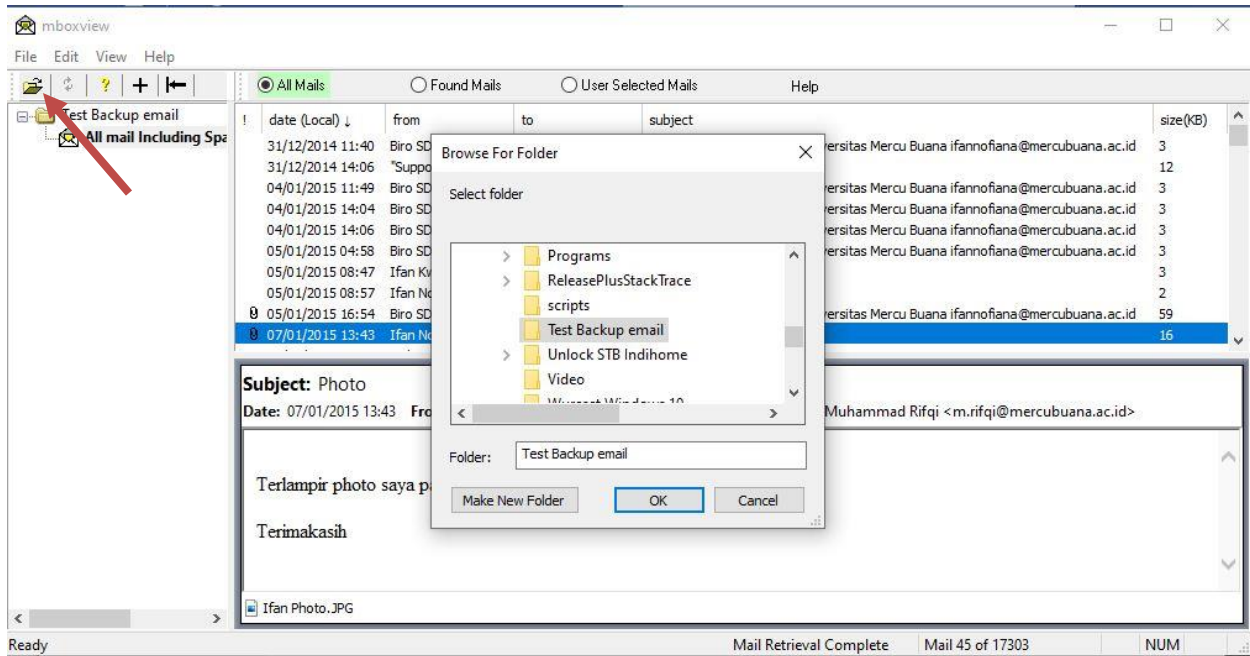 mboxview
File Edit View Help
All Mails Found Mails User Selected Mails Help
Test Backup email
All mail Including Spa
! date (Local) ↓ from to subject size(KB)
31/12/2014 11:40 Biro SD ersitas Mercu Buana ifannofiana@mercubuana.ac.id 3
31/12/2014 14:06 "Suppo 12
04/01/2015 11:49 Biro SD ersitas Mercu Buana ifannofiana@mercubuana.ac.id 3
04/01/2015 14:04 Biro SD ersitas Mercu Buana ifannofiana@mercubuana.ac.id 3
04/01/2015 14:06 Biro SD ersitas Mercu Buana ifannofiana@mercubuana.ac.id 3
05/01/2015 04:58 Biro SD ersitas Mercu Buana ifannofiana@mercubuana.ac.id 3
05/01/2015 08:47 Ifan Kw 3
05/01/2015 08:57 Ifan No 2
05/01/2015 16:54 Biro SD ersitas Mercu Buana ifannofiana@mercubuana.ac.id 59
07/01/2015 13:43 Ifan No 16
Browse For Folder
Select folder
Programs
ReleasePlusStackTrace
scripts
Test Backup email
Unlock STB Indihome
Video
Folder: Test Backup email
Make New Folder OK Cancel
Subject: Photo
Date: 07/01/2015 13:43 Fro Muhammad Rifqi <m.rifqi@mercubuana.ac.id>
Terlampir photo saya pa
Terimakasih
Ifan Photo.JPG
Ready Mail Retrieval Complete Mail 45 of 17303 NUM